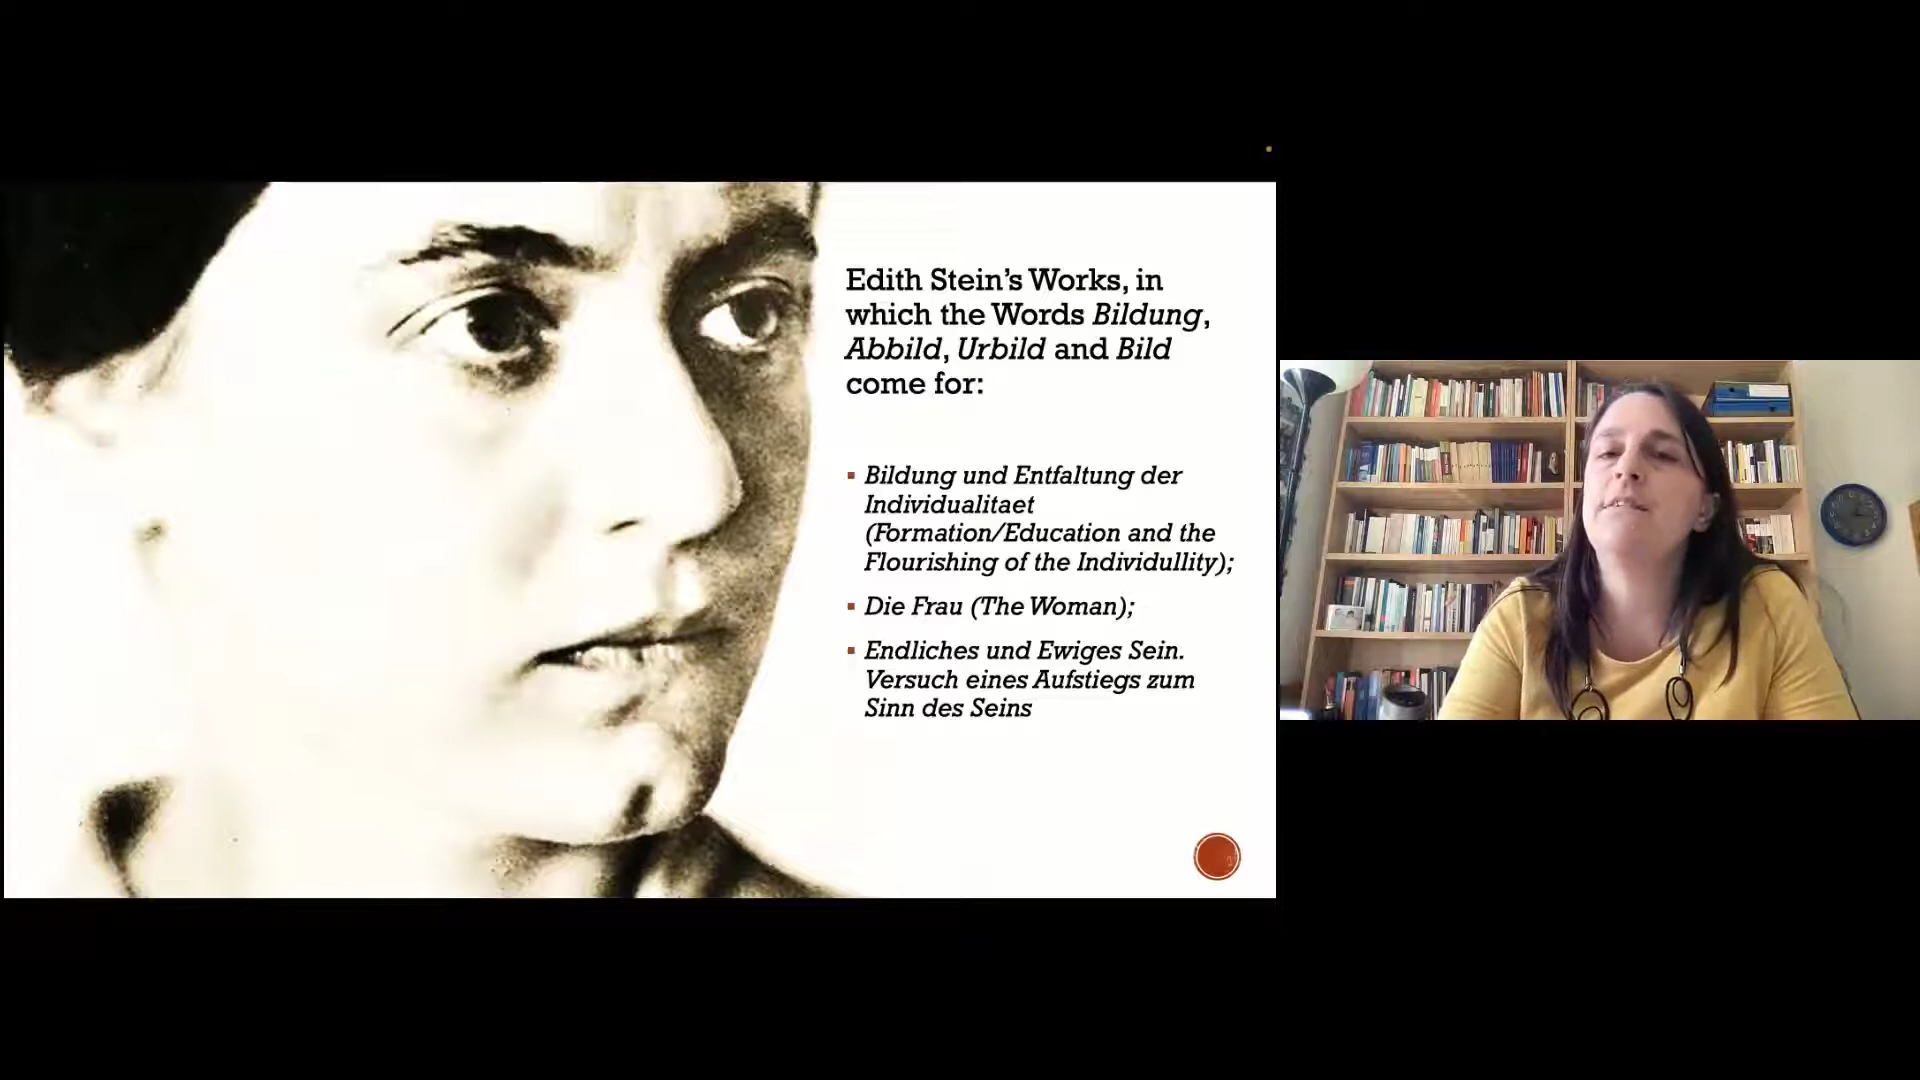 Edith Stein's Works, in
which the Words Bildung,
Abbild, Urbild and Bild
come for:
▪ Bildung und Entfaltung der
Individualitaet
(Formation/Education and the
Flourishing of the Individullity);
▪ Die Frau (The Woman);
▪ Endliches und Ewiges Sein.
Versuch eines Aufstiegs zum
Sinn des Seins